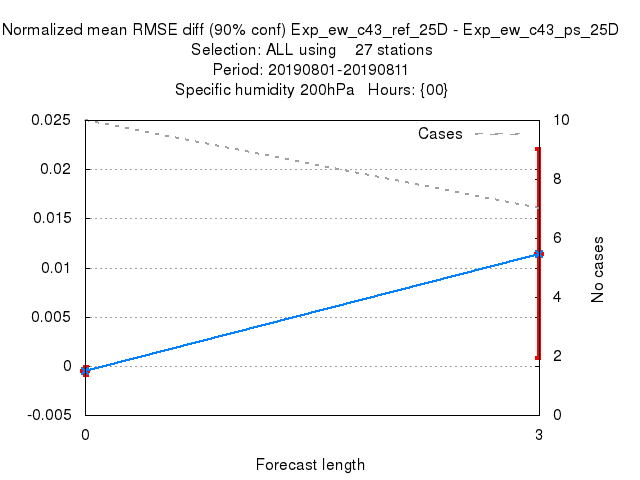 Normalized mean RMSE diff (90% conf) Exp_ew_c43_ref_25D - Exp_ew_c43_ps_25D
Selection: ALL using 27 stations
Period: 20190801-20190811
Specific humidity 200hPa Hours: {00}
0.025
0.02
0.015
0.01
0.005
0
-0.005
Cases
10
8
6
4
2
0
No cases
0
3
Forecast length